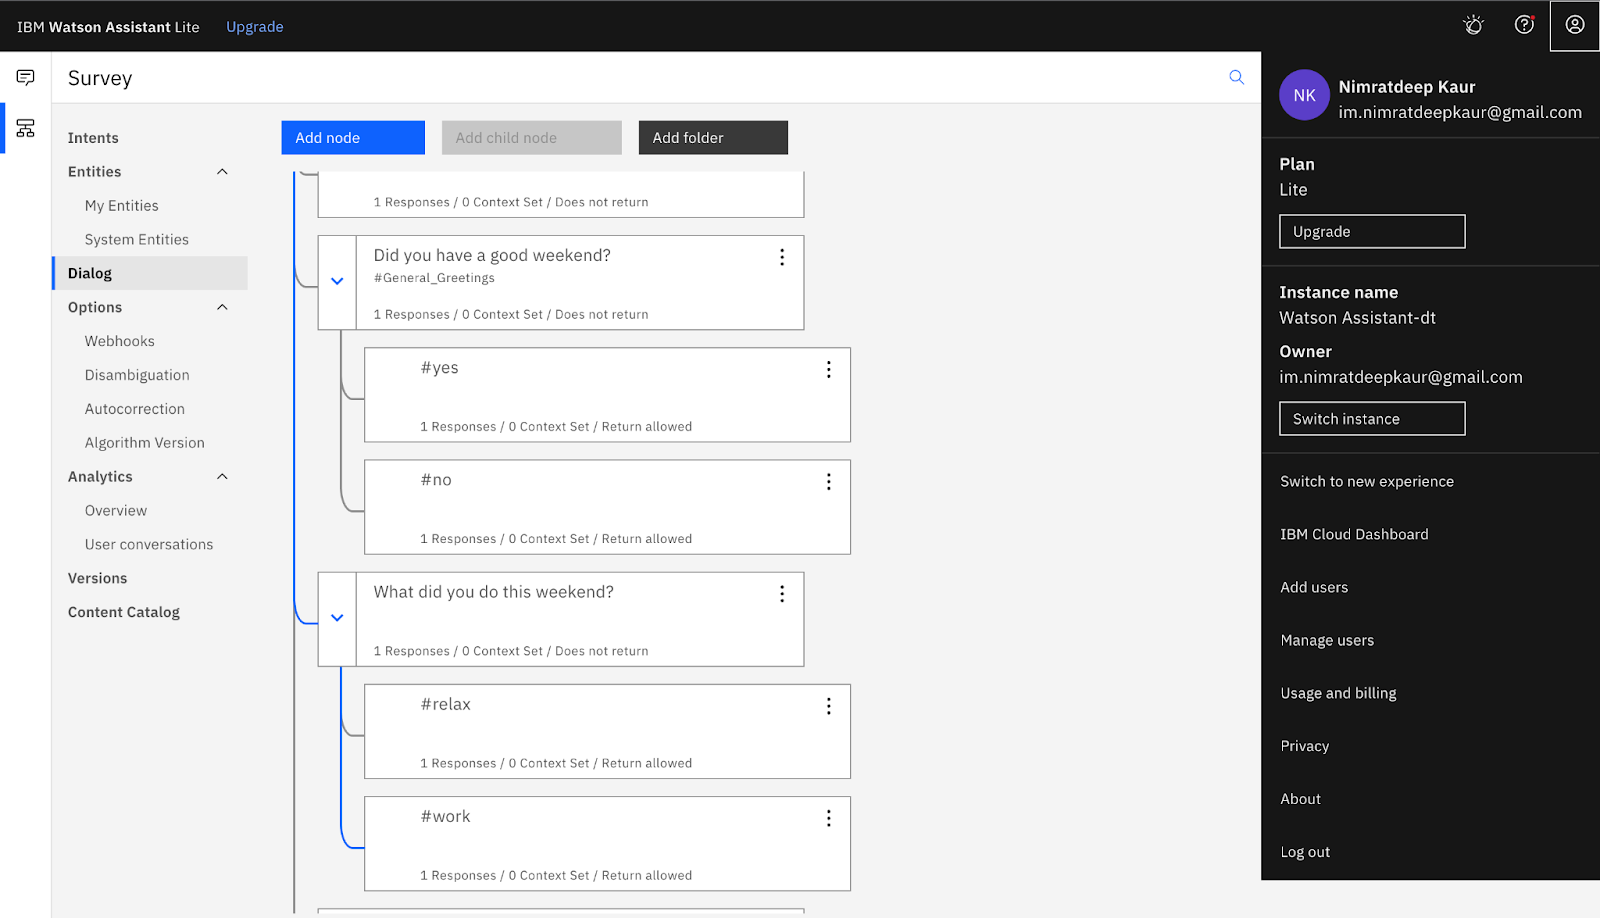 IBM Watson Assistant Lite Upgrade
Survey
Intents
Entities
My Entities
System Entities
Dialog
Options
Webhooks
Disambiguation
Autocorrection
Algorithm Version
Analytics
Overview
User conversations
Versions
Content Catalog
Add node
Add child node
Add folder
1 Responses / 0 Context Set / Does not return
Did you have a good weekend?
#General_Greetings
1 Responses / 0 Context Set / Does not return
#yes
1 Responses / 0 Context Set / Return allowed
#no
1 Responses / 0 Context Set / Return allowed
What did you do this weekend?
1 Responses / 0 Context Set / Does not return
#relax
1 Responses / 0 Context Set / Return allowed
#work
1 Responses / 0 Context Set / Return allowed
NK
Nimratdeep Kaur
im.nimratdeepkaur@gmail.com
Plan
Lite
Upgrade
Instance name
Watson Assistant-dt
Owner
im.nimratdeepkaur@gmail.com
Switch instance
Switch to new experience
IBM Cloud Dashboard
Add users
Manage users
Usage and billing
Privacy
About
Log out